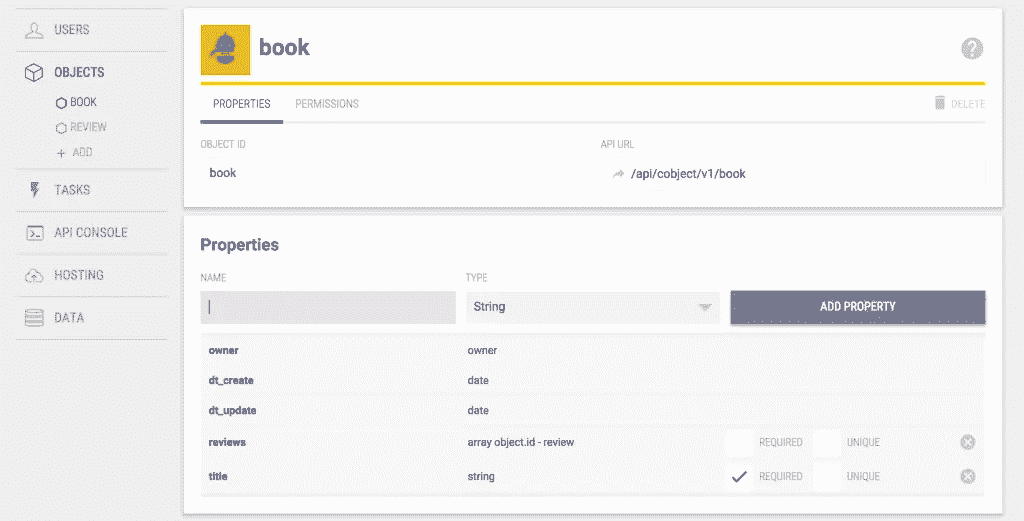 USERS
OBJECTS
BOOK
REVIEW
+ ADD
TASKS
API CONSOLE
HOSTING
DATA
book
PROPERTIES PERMISSIONS DELETE
OBJECT ID API URL
book /api/cobject/v1/book
Properties
NAME TYPE
String ADD PROPERTY
owner owner
dt_create date
dt_update date
reviews array object.id - review REQUIRED UNIQUE
title string REQUIRED UNIQUE